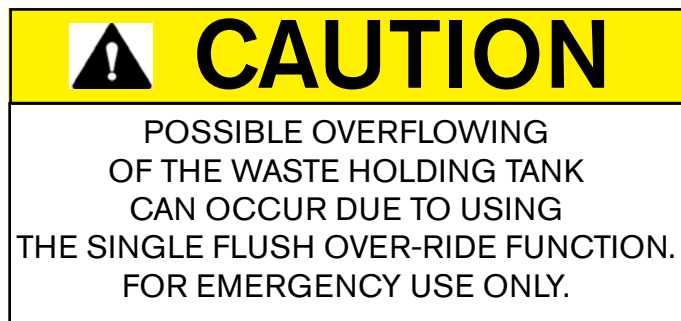 CAUTION
POSSIBLE OVERFLOWING
OF THE WASTE HOLDING TANK
CAN OCCUR DUE TO USING
THE SINGLE FLUSH OVER-RIDE FUNCTION.
FOR EMERGENCY USE ONLY.